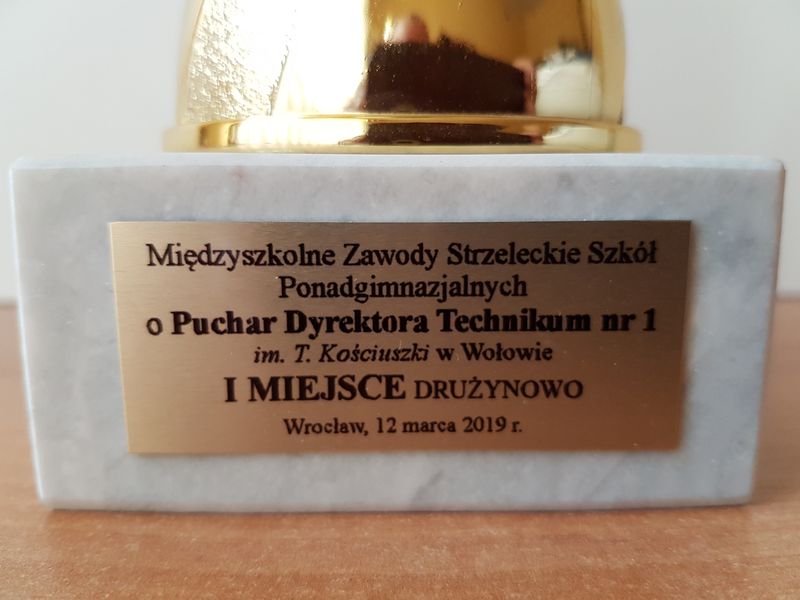 Międzyszkolne Zawody Strzeleckie Szkół
Ponadgimnazjalnych
o Puchar Dyrektora Technikum nr 1
im. T. Kościuszki w Wołowie
I MIEJSCE DRUŻYNOWO
Wrocław, 12 marca 2019 r.